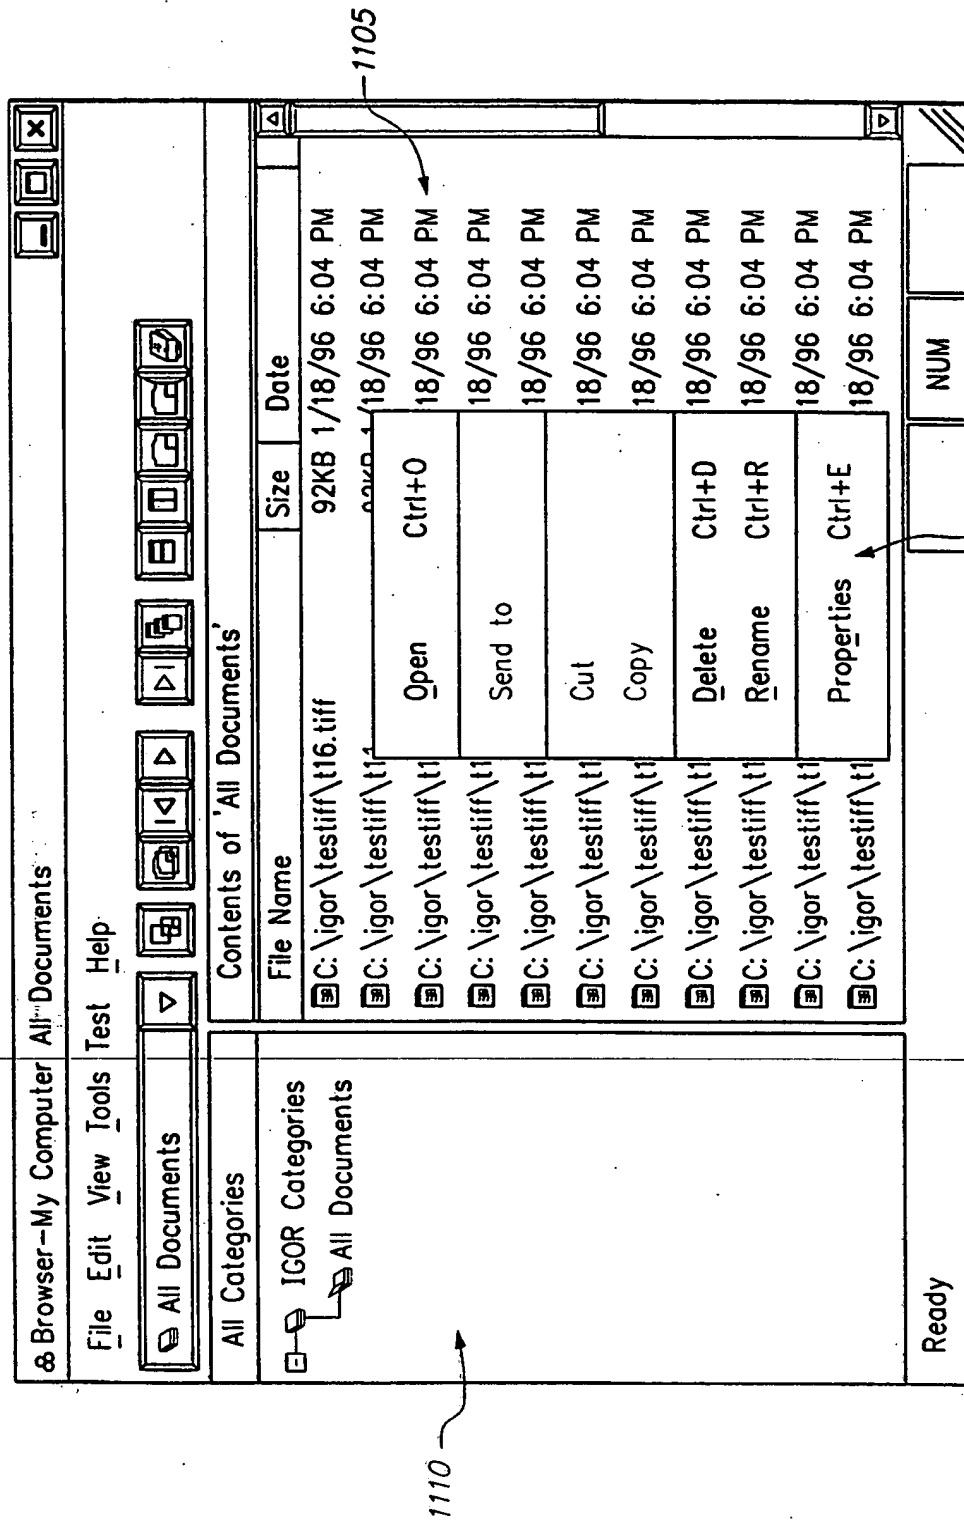 Browser-My Computer All Documents
File Edit View Tools Test Help
All Documents
All Categories
Contents of 'All Documents'
IGOR Categories
All Documents
File Name Size Date
C:\igor\testiff\t16.tiff 92KB 1/18/96 6:04 PM
C:\igor\testiff\t1 92KB 1/18/96 6:04 PM
C:\igor\testiff\t1 18/96 6:04 PM
C:\igor\testiff\t1 18/96 6:04 PM
C:\igor\testiff\t1 18/96 6:04 PM
C:\igor\testiff\t1 18/96 6:04 PM
C:\igor\testiff\t1 18/96 6:04 PM
C:\igor\testiff\t1 18/96 6:04 PM
C:\igor\testiff\t1 18/96 6:04 PM
C:\igor\testiff\t1 18/96 6:04 PM
C:\igor\testiff\t1 18/96 6:04 PM
Open Ctrl+O
Send to
Cut
Copy
Delete Ctrl+D
Rename Ctrl+R
Properties Ctrl+E
Ready
NUM
1105
1110